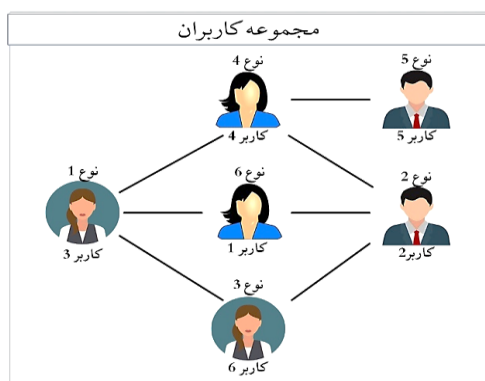 مجموعه کاربران
نوع 5
نوع 4
کاربر 5
کاربر 4
نوع 2
نوع 6
نوع 1
کاربر2
کاربر 1
کاربر 3
نوع 3
کاربر 6